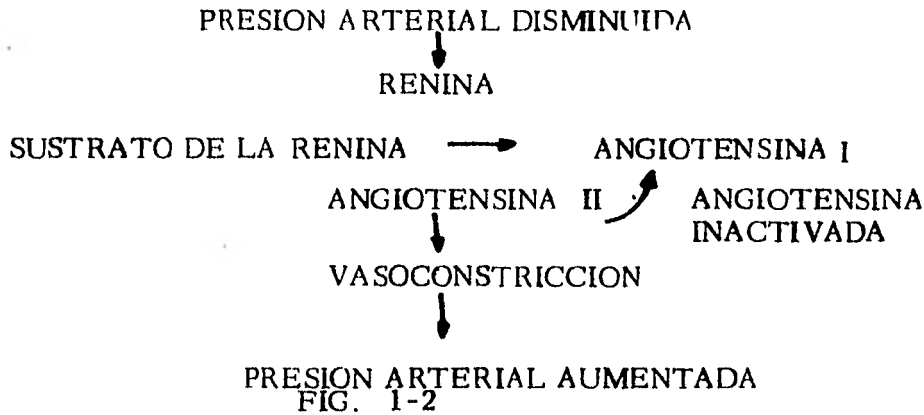 PRESION ARTERIAL DISMINUIDA
RENINA
SUSTRATO DE LA RENINA ANGIOTENSINA I
ANGIOTENSINA II ANGIOTENSINA
INACTIVADA
VASOCONSTRICCION
PRESION ARTERIAL AUMENTADA
FIG. 1-2